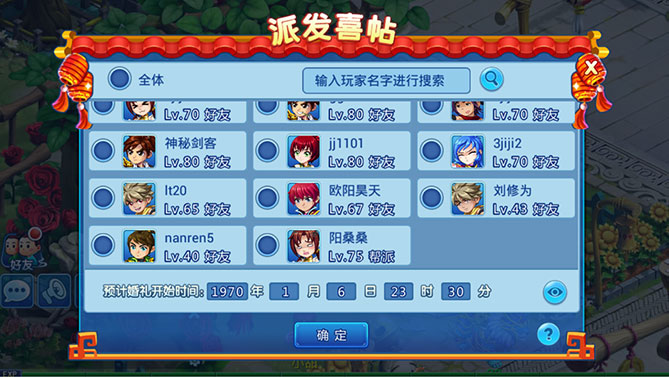 派发喜帖
全体
输入玩家名字进行搜索
Lv.70 好友
Lv.80 好友
Lv.70 好友
神秘剑客
Lv.80 好友
jj1101
Lv.80 好友
3jiji2
Lv.70 好友
lt20
Lv.65 好友
欧阳昊天
Lv.67 好友
刘修为
Lv.43 好友
nanren5
Lv.40 好友
阳桑桑
Lv.75 帮派
好友
预计婚礼开始时间: 1970 年 1 月 6 日 23 时 30 分
确 定
?
EXP